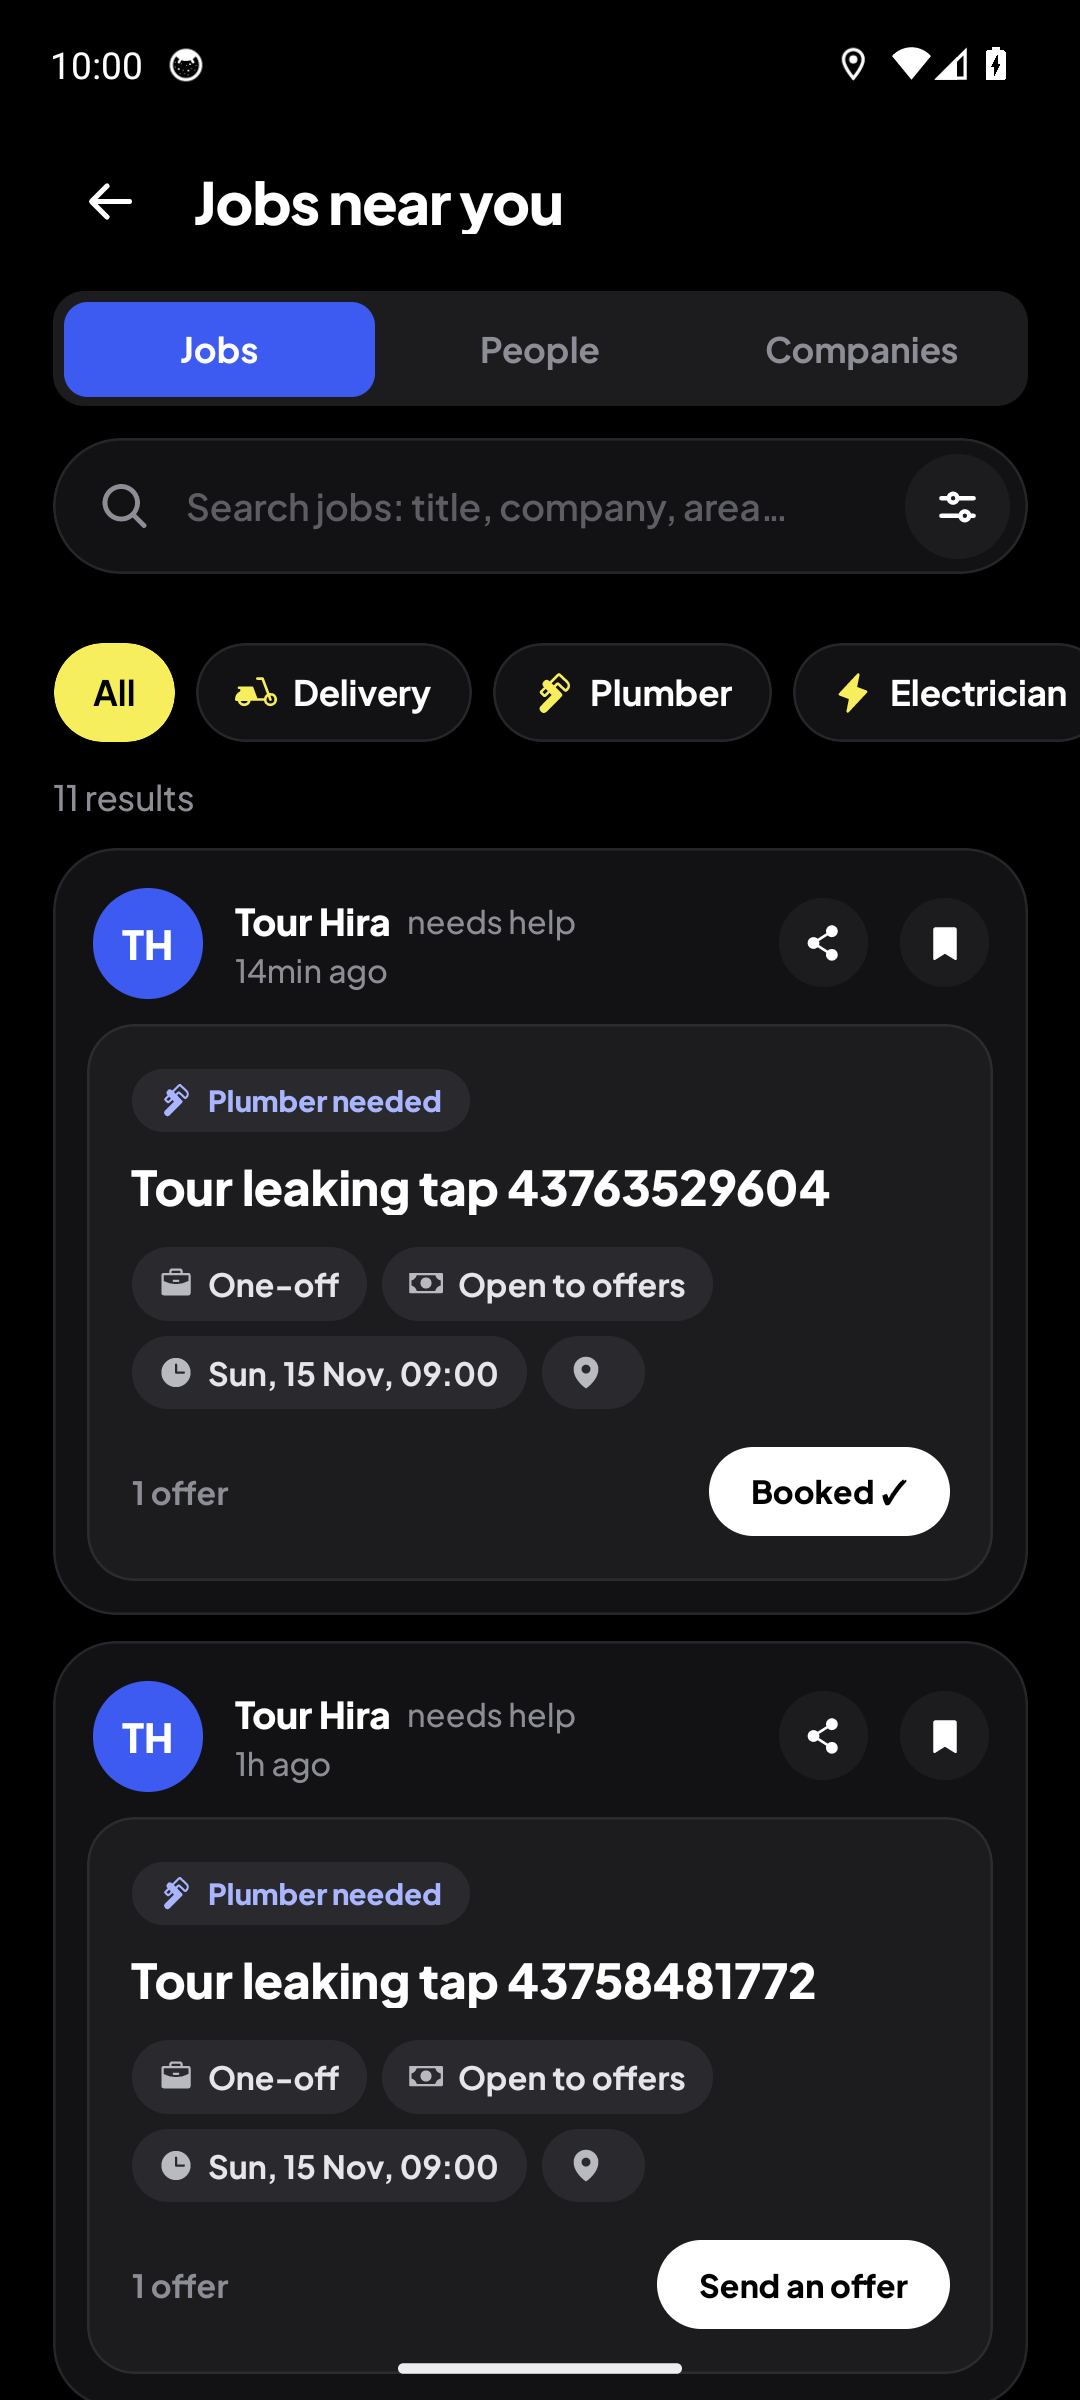 10:00
Jobs near you
Jobs People Companies
Search jobs: title, company, area...
All Delivery Plumber Electrician
11 results
TH Tour Hira needs help
14min ago
Plumber needed
Tour leaking tap 43763529604
One-off Open to offers
Sun, 15 Nov, 09:00
1 offer Booked ✓
TH Tour Hira needs help
1h ago
Plumber needed
Tour leaking tap 43758481772
One-off Open to offers
Sun, 15 Nov, 09:00
1 offer Send an offer